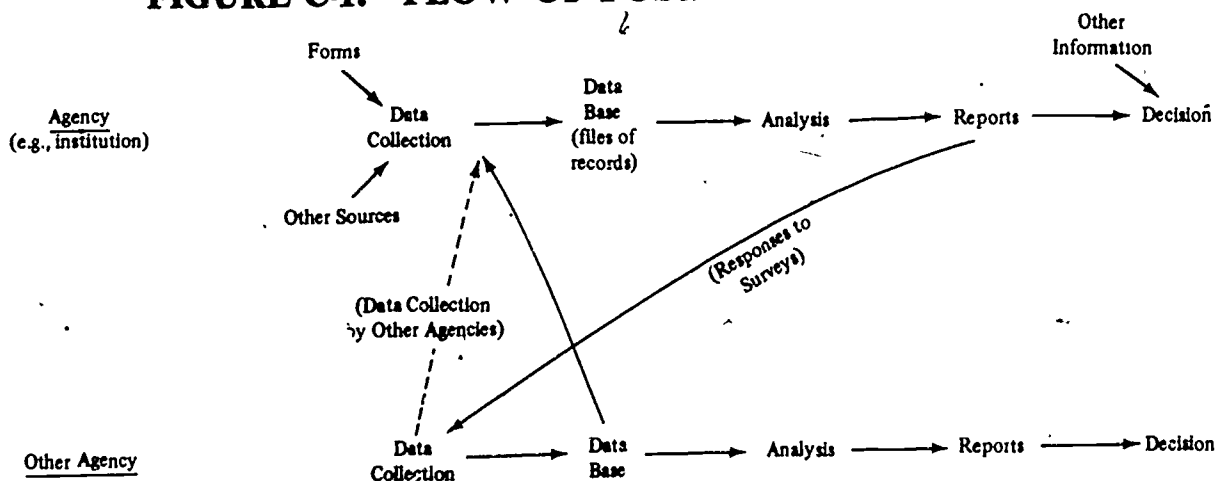 FIGURE C-1. FLOW OF
Other
Information
Forms
Data
Base
(files of
records)
Agency
(e.g., institution)
Data
Collection
Analysis
Reports
Decision
Other Sources
(Responses to
Surveys)
(Data Collection
by Other Agencies)
Other Agency
Data
Collection
Data
Base
Analysis
Reports
Decision